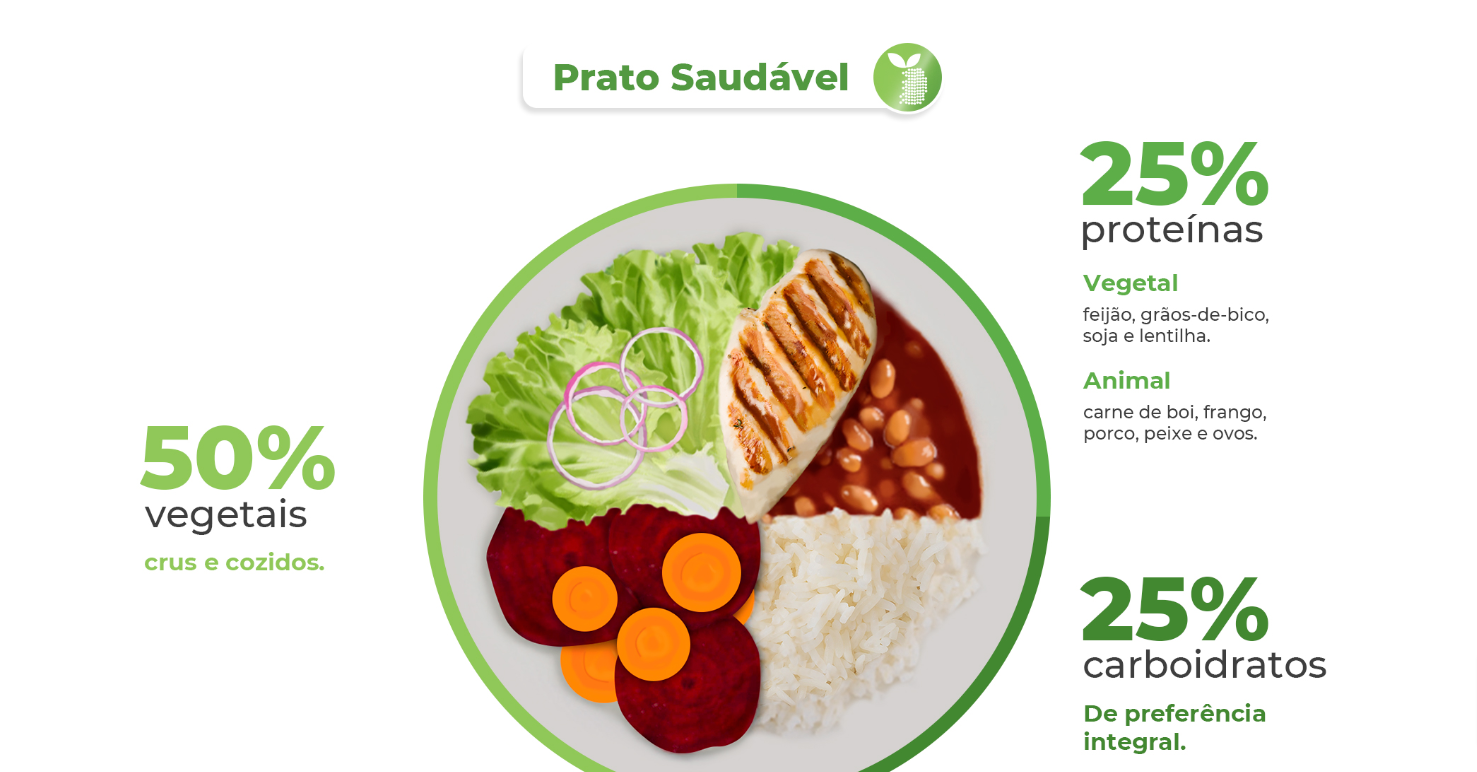 Prato Saudável
50%
vegetais
crus e cozidos.
25%
proteínas
Vegetal
feijão, grãos-de-bico,
soja e lentilha.
Animal
carne de boi, frango,
porco, peixe e ovos.
25%
carboidratos
De preferência
integral.